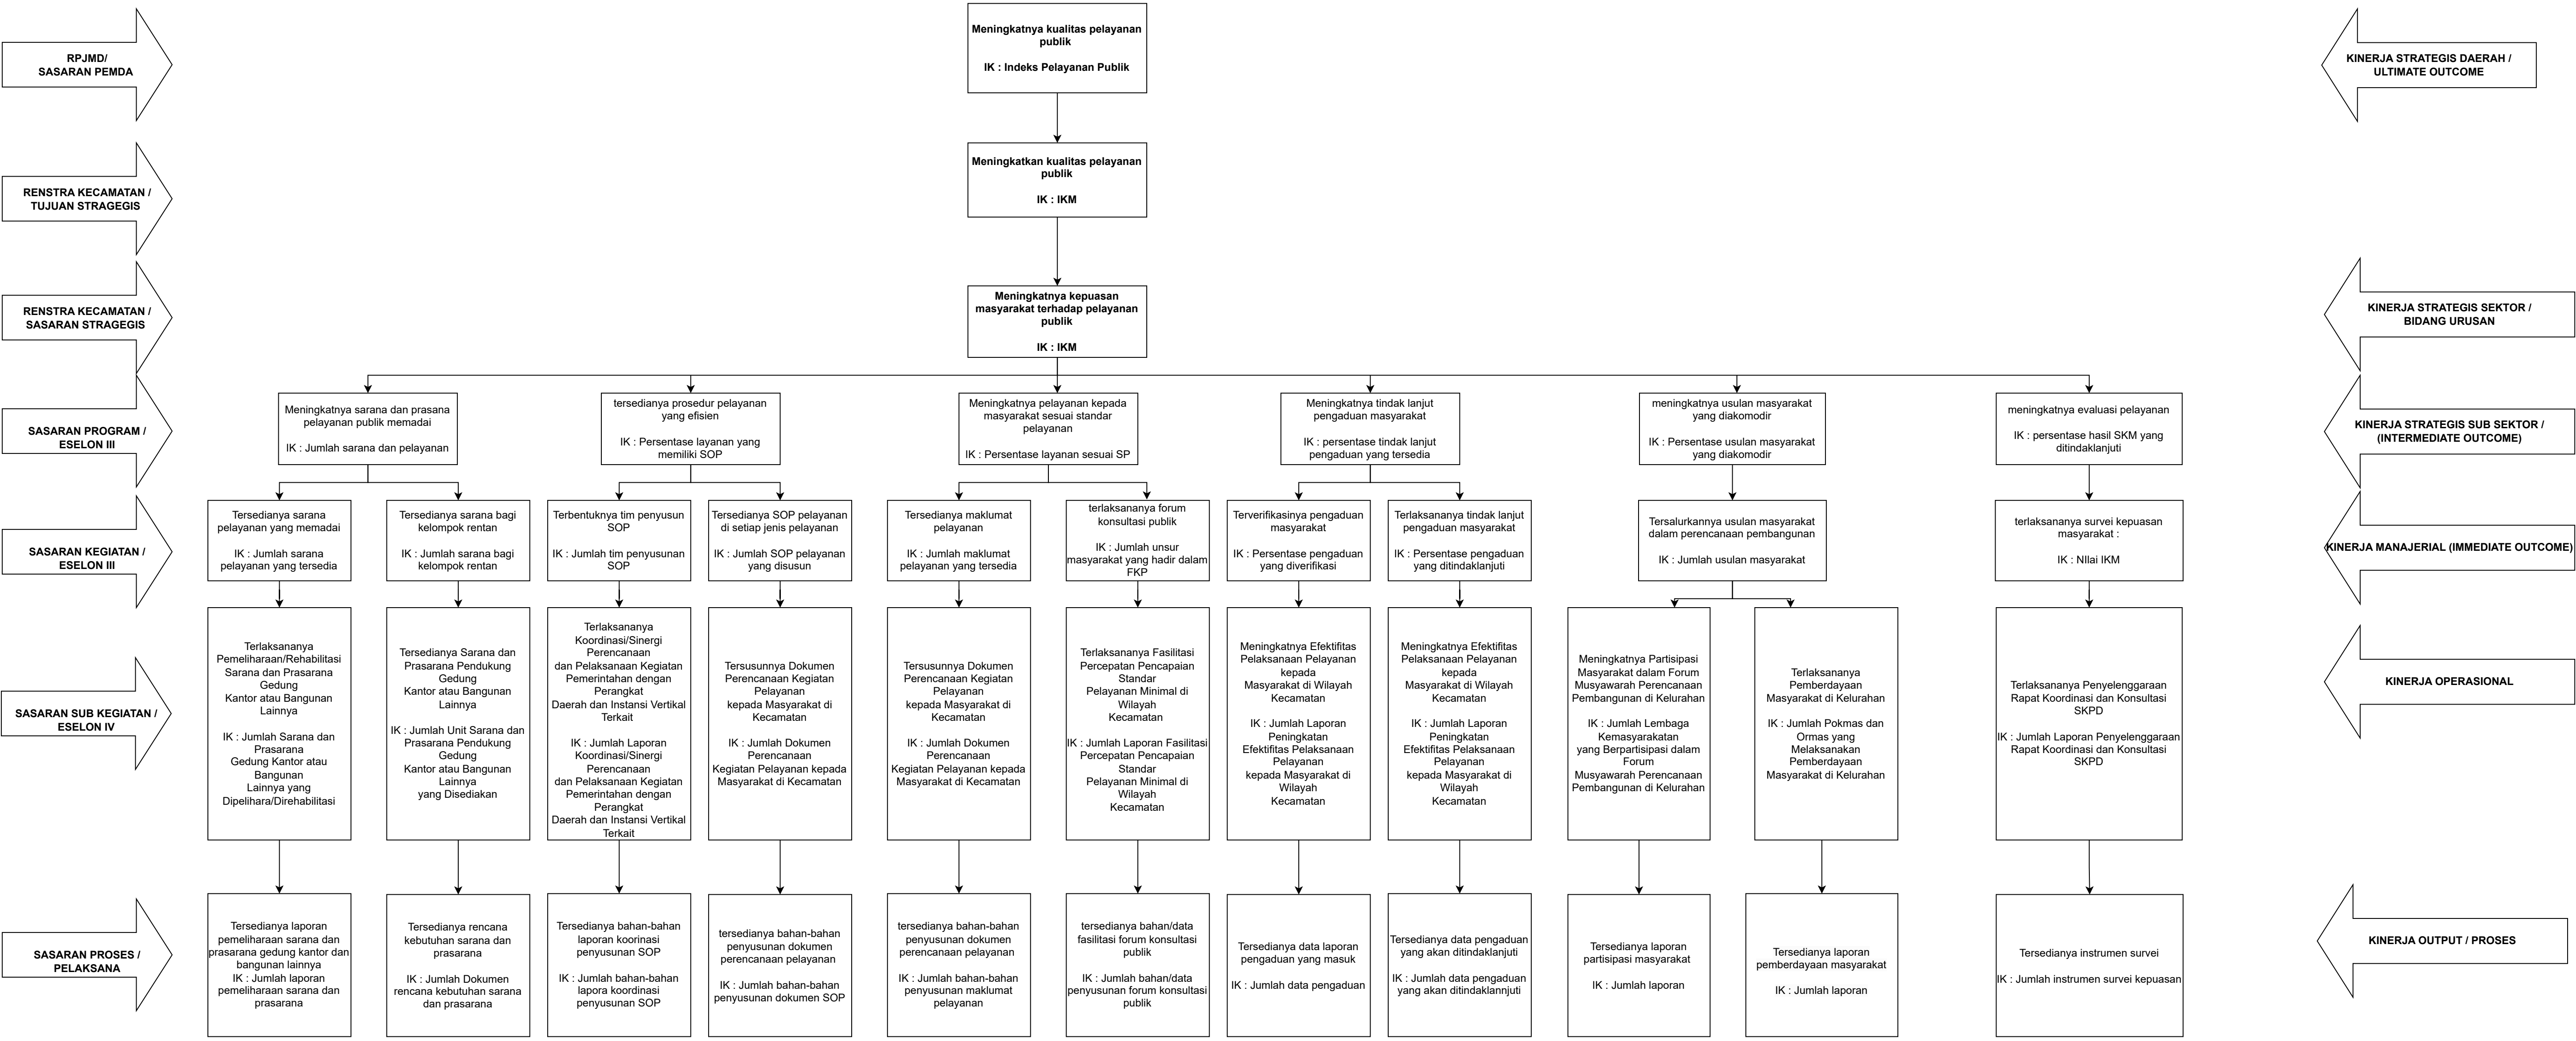 RPJMD/
SASARAN PEMDA
Meningkatnya kualitas pelayanan
publik
IK : Indeks Pelayanan Publik
KINERJA STRATEGIS DAERAH /
ULTIMATE OUTCOME
RENSTRA KECAMATAN /
TUJUAN STRAGEGIS
Meningkatkan kualitas pelayanan
publik
IK : IKM
RENSTRA KECAMATAN /
SASARAN STRAGEGIS
Meningkatnya kepuasan
masyarakat terhadap pelayanan
publik
IK : IKM
KINERJA STRATEGIS SEKTOR /
BIDANG URUSAN
SASARAN PROGRAM /
ESELON III
Meningkatnya sarana dan prasana
pelayanan publik memadai
IK : Jumlah sarana dan pelayanan
tersedianya prosedur pelayanan
yang efisien
IK : Persentase layanan yang
memiliki SOP
Meningkatnya pelayanan kepada
masyarakat sesuai standar
pelayanan
IK : Persentase layanan sesuai SP
Meningkatnya tindak lanjut
pengaduan masyarakat
IK : persentase tindak lanjut
pengaduan yang tersedia
meningkatnya usulan masyarakat
yang diakomodir
IK : Persentase usulan masyarakat
yang diakomodir
meningkatnya evaluasi pelayanan
IK : persentase hasil SKM yang
ditindaklanjuti
KINERJA STRATEGIS SUB SEKTOR /
(INTERMEDIATE OUTCOME)
SASARAN KEGIATAN /
ESELON III
Tersedianya sarana
pelayanan yang memadai
IK : Jumlah sarana
pelayanan yang tersedia
Tersedianya sarana bagi
kelompok rentan
IK : Jumlah sarana bagi
kelompok rentan
Terbentuknya tim penyusun
SOP
IK : Jumlah tim penyusunan
SOP
Tersedianya SOP pelayanan
di setiap jenis pelayanan
IK : Jumlah SOP pelayanan
yang disusun
Tersedianya maklumat
pelayanan
IK : Jumlah maklumat
pelayanan yang tersedia
terlaksananya forum
konsultasi publik
IK : Jumlah unsur
masyarakat yang hadir dalam
FKP
Terverifikasinya pengaduan
masyarakat
IK : Persentase pengaduan
yang diverifikasi
Terlaksananya tindak lanjut
pengaduan masyarakat
IK : Persentase pengaduan
yang ditindaklanjuti
Tersalurkannya usulan masyarakat
dalam perencanaan pembangunan
IK : Jumlah usulan masyarakat
terlaksananya survei kepuasan
masyarakat :
IK : NIlai IKM
KINERJA MANAJERIAL (IMMEDIATE OUTCOME)
SASARAN SUB KEGIATAN /
ESELON IV
Terlaksananya
Pemeliharaan/Rehabilitasi
Sarana dan Prasarana
Gedung
Kantor atau Bangunan
Lainnya
IK : Jumlah Sarana dan
Prasarana
Gedung Kantor atau
Bangunan
Lainnya yang
Dipelihara/Direhabilitasi
Tersedianya Sarana dan
Prasarana Pendukung
Gedung
Kantor atau Bangunan
Lainnya
IK : Jumlah Unit Sarana dan
Prasarana Pendukung
Gedung
Kantor atau Bangunan
Lainnya
yang Disediakan
Terlaksananya
Koordinasi/Sinergi
Perencanaan
dan Pelaksanaan Kegiatan
Pemerintahan dengan
Perangkat
Daerah dan Instansi Vertikal
Terkait
IK : Jumlah Laporan
Koordinasi/Sinergi
Perencanaan
dan Pelaksanaan Kegiatan
Pemerintahan dengan
Perangkat
Daerah dan Instansi Vertikal
Terkait
Tersusunnya Dokumen
Perencanaan Kegiatan
Pelayanan
kepada Masyarakat di
Kecamatan
IK : Jumlah Dokumen
Perencanaan
Kegiatan Pelayanan kepada
Masyarakat di Kecamatan
Tersusunnya Dokumen
Perencanaan Kegiatan
Pelayanan
kepada Masyarakat di
Kecamatan
IK : Jumlah Dokumen
Perencanaan
Kegiatan Pelayanan kepada
Masyarakat di Kecamatan
Terlaksananya Fasilitasi
Percepatan Pencapaian
Standar
Pelayanan Minimal di
Wilayah
Kecamatan
IK : Jumlah Laporan Fasilitasi
Percepatan Pencapaian
Standar
Pelayanan Minimal di
Wilayah
Kecamatan
Meningkatnya Efektifitas
Pelaksanaan Pelayanan
kepada
Masyarakat di Wilayah
Kecamatan
IK : Jumlah Laporan
Peningkatan
Efektifitas Pelaksanaan
Pelayanan
kepada Masyarakat di
Wilayah
Kecamatan
Meningkatnya Efektifitas
Pelaksanaan Pelayanan
kepada
Masyarakat di Wilayah
Kecamatan
IK : Jumlah Laporan
Peningkatan
Efektifitas Pelaksanaan
Pelayanan
kepada Masyarakat di
Wilayah
Kecamatan
Meningkatnya Partisipasi
Masyarakat dalam Forum
Musyawarah Perencanaan
Pembangunan di Kelurahan
IK : Jumlah Lembaga
Kemasyarakatan
yang Berpartisipasi dalam
Forum
Musyawarah Perencanaan
Pembangunan di Kelurahan
Terlaksananya
Pemberdayaan
Masyarakat di Kelurahan
IK : Jumlah Pokmas dan
Ormas yang
Melaksanakan
Pemberdayaan
Masyarakat di Kelurahan
Terlaksananya Penyelenggaraan
Rapat Koordinasi dan Konsultasi
SKPD
IK : Jumlah Laporan Penyelenggaraan
Rapat Koordinasi dan Konsultasi
SKPD
KINERJA OPERASIONAL
SASARAN PROSES /
PELAKSANA
Tersedianya laporan
pemeliharaan sarana dan
prasarana gedung kantor dan
bangunan lainnya
IK : Jumlah laporan
pemeliharaan sarana dan
prasarana
Tersedianya rencana
kebutuhan sarana dan
prasarana
IK : Jumlah Dokumen
rencana kebutuhan sarana
dan prasarana
Tersedianya bahan-bahan
laporan koorinasi
penyusunan SOP
IK : Jumlah bahan-bahan
lapora koordinasi
penyusunan SOP
tersedianya bahan-bahan
penyusunan dokumen
perencanaan pelayanan
IK : Jumlah bahan-bahan
penyusunan dokumen SOP
tersedianya bahan-bahan
penyusunan dokumen
perencanaan pelayanan
IK : Jumlah bahan-bahan
penyusunan maklumat
pelayanan
tersedianya bahan/data
fasilitasi forum konsultasi
publik
IK : Jumlah bahan/data
penyusunan forum konsultasi
publik
Tersedianya data laporan
pengaduan yang masuk
IK : Jumlah data pengaduan
Tersedianya data pengaduan
yang akan ditindaklanjuti
IK : Jumlah data pengaduan
yang akan ditindaklannjuti
Tersedianya laporan
partisipasi masyarakat
IK : Jumlah laporan
Tersedianya laporan
pemberdayaan masyarakat
IK : Jumlah laporan
Tersedianya instrumen survei
IK : Jumlah instrumen survei kepuasan
KINERJA OUTPUT / PROSES